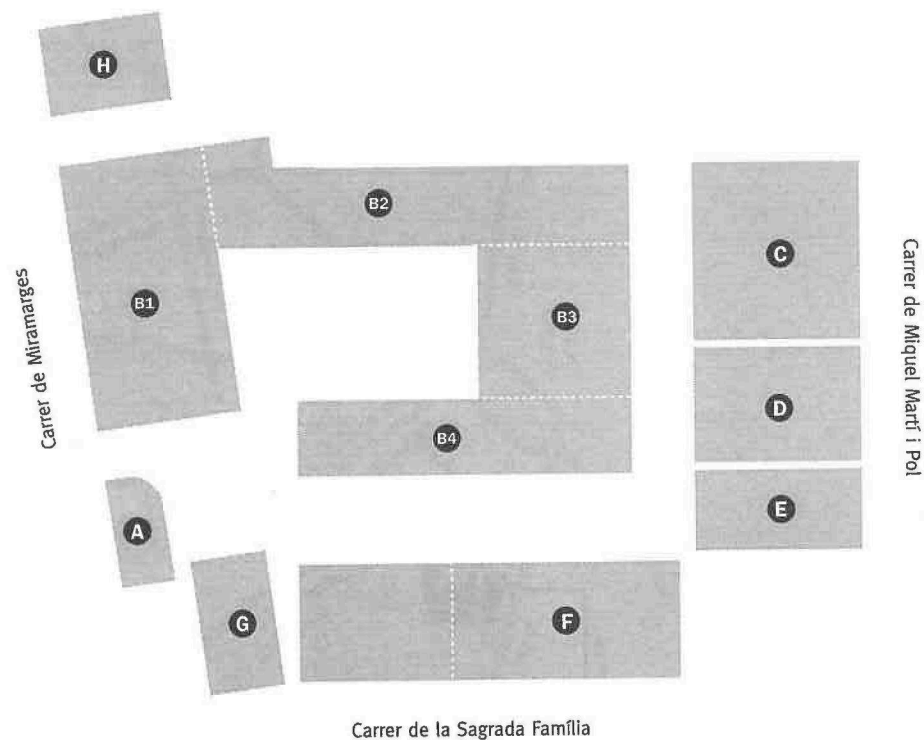 H
B2
C
B1
B3
Carrer de Miramarges
Carrer de Miquel Martí i Pol
D
B4
E
A
G
F
Carrer de la Sagrada Família